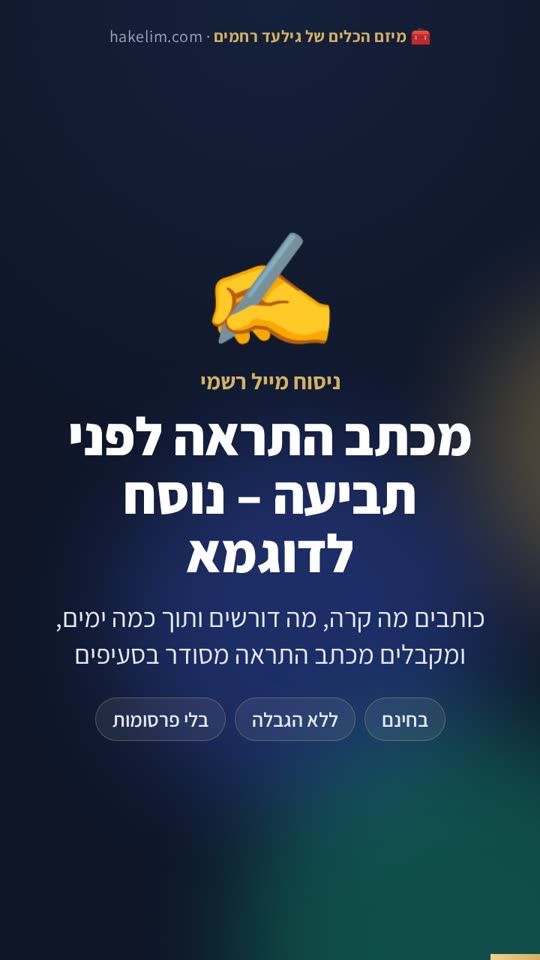 🧰 מיזם הכלים של גילעד רחמים · hakelim.com
ניסוח מייל רשמי
מכתב התראה לפני
תביעה – נוסח
לדוגמא
כותבים מה קרה, מה דורשים ותוך כמה ימים,
ומקבלים מכתב התראה מסודר בסעיפים
בחינם
ללא הגבלה
בלי פרסומות